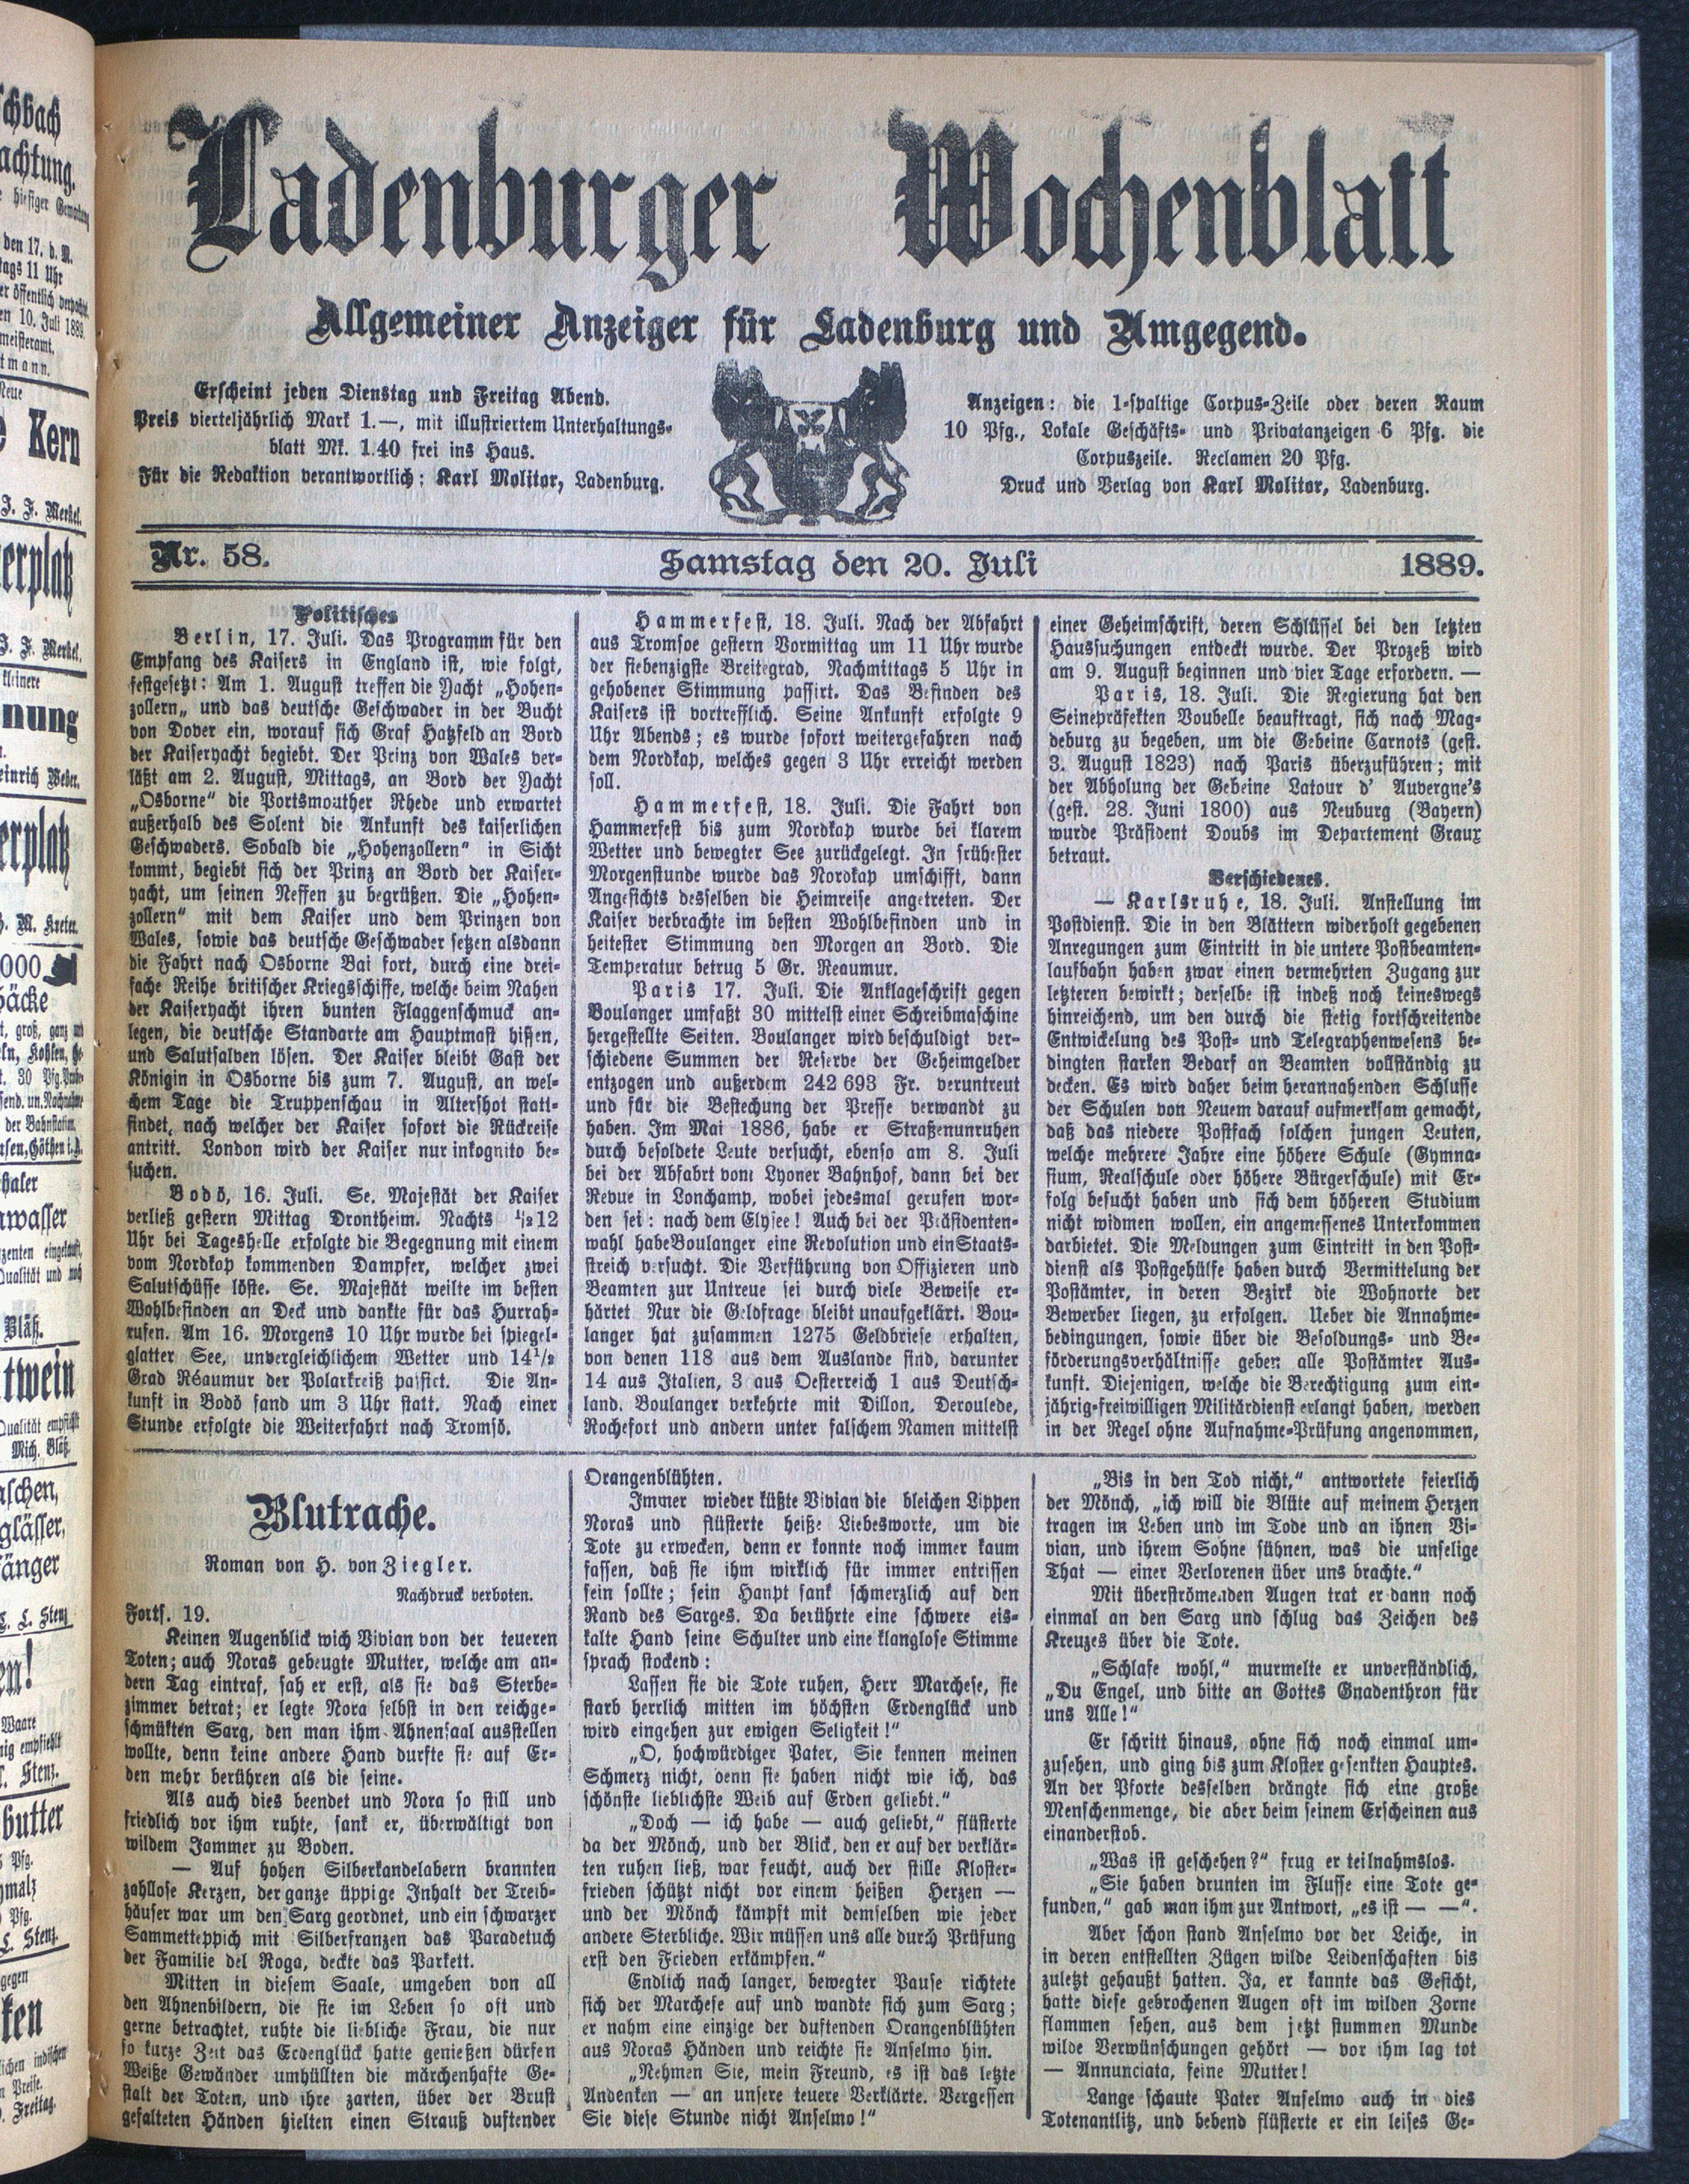 Ladenburger Wochenblatt
Allgemeiner Anzeiger für Ladenburg und Umgegend.
Erscheint jeden Dienstag und Freitag Abend.
Preis vierteljährlich Mark 1.—, mit illustriertem Unterhaltungs-
blatt Mk. 1.40 frei ins Haus.
Für die Redaktion verantwortlich: Karl Molitor, Ladenburg.
Anzeigen: die 1-spaltige Corpus-Zeile oder deren Raum
10 Pfg., Lokale Geschäfts- und Privatanzeigen 6 Pfg. die
Corpuszeile. Reclamen 20 Pfg.
Druck und Verlag von Karl Molitor, Ladenburg.
Nr. 58.
Samstag den 20. Juli
1889.
Politisches
Berlin, 17. Juli. Das Programm für den
Empfang des Kaisers in England ist, wie folgt,
festgesetzt: Am 1. August treffen die Yacht „Hohen-
zollern„ und das deutsche Geschwader in der Bucht
von Dover ein, worauf sich Graf Hatzfeld an Bord
der Kaiseryacht begiebt. Der Prinz von Wales ver-
läßt am 2. August, Mittags, an Bord der Yacht
„Osborne“ die Portsmouther Rhede und erwartet
außerhalb des Solent die Ankunft des kaiserlichen
Geschwaders. Sobald die „Hohenzollern“ in Sicht
kommt, begiebt sich der Prinz an Bord der Kaiser-
yacht, um seinen Neffen zu begrüßen. Die „Hohen-
zollern“ mit dem Kaiser und dem Prinzen von
Wales, sowie das deutsche Geschwader setzen alsdann
die Fahrt nach Osborne Bai fort, durch eine drei-
fache Reihe britischer Kriegsschiffe, welche beim Nahen
der Kaiseryacht ihren bunten Flaggenschmuck an-
legen, die deutsche Standarte am Hauptmast hissen,
und Salutsalven lösen. Der Kaiser bleibt Gast der
Königin in Osborne bis zum 7. August, an wel-
chem Tage die Truppenschau in Altershot statt-
findet, nach welcher der Kaiser sofort die Rückreise
antritt. London wird der Kaiser nur inkognito be-
suchen.
Bodö, 16. Juli. Se. Majestät der Kaiser
verließ gestern Mittag Drontheim. Nachts ½12
Uhr bei Tageshelle erfolgte die Begegnung mit einem
vom Nordkap kommenden Dampfer, welcher zwei
Salutschüsse löste. Se. Majestät weilte im besten
Wohlbefinden an Deck und dankte für das Hurrah-
rufen. Am 16. Morgens 10 Uhr wurde bei spiegel-
glatter See, unvergleichlichem Wetter und 14½
Grad Réaumur der Polarkreiß passirt. Die An-
kunft in Bodö fand um 3 Uhr statt. Nach einer
Stunde erfolgte die Weiterfahrt nach Tromsö.
Hammerfest, 18. Juli. Nach der Abfahrt
aus Tromsoe gestern Vormittag um 11 Uhr wurde
der siebenzigste Breitegrad, Nachmittags 5 Uhr in
gehobener Stimmung passirt. Das Befinden des
Kaisers ist vortrefflich. Seine Ankunft erfolgte 9
Uhr Abends; es wurde sofort weitergefahren nach
dem Nordkap, welches gegen 3 Uhr erreicht werden
soll.
Hammerfest, 18. Juli. Die Fahrt von
Hammerfest bis zum Nordkap wurde bei klarem
Wetter und bewegter See zurückgelegt. In frühester
Morgenstunde wurde das Nordkap umschifft, dann
Angesichts desselben die Heimreise angetreten. Der
Kaiser verbrachte im besten Wohlbefinden und in
heitester Stimmung den Morgen an Bord. Die
Temperatur betrug 5 Gr. Reaumur.
Paris 17. Juli. Die Anklageschrift gegen
Boulanger umfaßt 30 mittelst einer Schreibmaschine
hergestellte Seiten. Boulanger wird beschuldigt ver-
schiedene Summen der Reserve der Geheimgelder
entzogen und außerdem 242 693 Fr. veruntreut
und für die Bestechung der Presse verwandt zu
haben. Im Mai 1886, habe er Straßenunruhen
durch besoldete Leute versucht, ebenso am 8. Juli
bei der Abfahrt vom Lyoner Bahnhof, dann bei der
Revue in Lonchamp, wobei jedesmal gerufen wor-
den sei: nach dem Elysee! Auch bei der Präsidenten-
wahl habe Boulanger eine Revolution und ein Staats-
streich versucht. Die Verführung von Offizieren und
Beamten zur Untreue sei durch viele Beweise er-
härtet Nur die Geldfrage bleibt unaufgeklärt. Bou-
langer hat zusammen 1275 Geldbriefe erhalten,
von denen 118 aus dem Auslande sind, darunter
14 aus Italien, 3 aus Oesterreich 1 aus Deutsch-
land. Boulanger verkehrte mit Dillon, Deroulede,
Rochefort und andern unter falschem Namen mittelst
einer Geheimschrift, deren Schlüssel bei den letzten
Haussuchungen entdeckt wurde. Der Prozeß wird
am 9. August beginnen und vier Tage erfordern. —
Paris, 18. Juli. Die Regierung hat den
Seinepräfekten Poubelle beauftragt, sich nach Mag-
deburg zu begeben, um die Gebeine Carnots (gest.
3. August 1823) nach Paris überzuführen; mit
der Abholung der Gebeine Latour d' Auvergne's
(gest. 28. Juni 1800) aus Neuburg (Bayern)
wurde Präsident Doubs im Departement Graux
betraut.
Verschiedenes.
— Karlsruhe, 18. Juli. Anstellung im
Postdienst. Die in den Blättern widerholt gegebenen
Anregungen zum Eintritt in die untere Postbeamten-
laufbahn haben zwar einen vermehrten Zugang zur
letzteren bewirkt; derselbe ist indeß noch keineswegs
hinreichend, um den durch die stetig fortschreitende
Entwickelung des Post- und Telegraphenwesens be-
dingten starken Bedarf an Beamten vollständig zu
decken. Es wird daher beim herannahenden Schlusse
der Schulen von Neuem darauf aufmerksam gemacht,
daß das niedere Postfach solchen jungen Leuten,
welche mehrere Jahre eine höhere Schule (Gymna-
sium, Realschule oder höhere Bürgerschule) mit Er-
folg besucht haben und sich dem höheren Studium
nicht widmen wollen, ein angemessenes Unterkommen
darbietet. Die Meldungen zum Eintritt in den Post-
dienst als Postgehülfe haben durch Vermittelung der
Postämter, in deren Bezirk die Wohnorte der
Bewerber liegen, zu erfolgen. Ueber die Annahme-
bedingungen, sowie über die Besoldungs- und Be-
förderungsverhältnisse geben alle Postämter Aus-
kunft. Diejenigen, welche die Berechtigung zum ein-
jährig-freiwilligen Militärdienst erlangt haben, werden
in der Regel ohne Aufnahme-Prüfung angenommen,
Blutrache.
Roman von H. von Ziegler.
Nachdruck verboten.
Forts. 19.
Keinen Augenblick wich Vivian von der teueren
Toten; auch Noras gebeugte Mutter, welche am an-
dern Tag eintraf, sah er erst, als sie das Sterbe-
zimmer betrat; er legte Nora selbst in den reichge-
schmükten Sarg, den man ihm Ahnensaal ausstellen
wollte, denn keine andere Hand durfte sie auf Er-
den mehr berühren als die seine.
Als auch dies beendet und Nora so still und
friedlich vor ihm ruhte, sank er, überwältigt von
wildem Jammer zu Boden.
— Auf hohen Silberkandelabern brannten
zahllose Kerzen, der ganze üppige Inhalt der Treib-
häuser war um den Sarg geordnet, und ein schwarzer
Sammetteppich mit Silberfranzen das Paradetuch
der Familie del Roga, deckte das Parkett.
Mitten in diesem Saale, umgeben von all
den Ahnenbildern, die sie im Leben so oft und
gerne betrachtet, ruhte die liebliche Frau, die nur
so kurze Zeit das Erdenglück hatte genießen dürfen
Weiße Gewänder umhüllten die märchenhafte Ge-
stalt der Toten, und ihre zarten, über der Brust
gefalteten Händen hielten einen Strauß duftender
Orangenblühten.
Immer wieder küßte Vivian die bleichen Lippen
Noras und flüsterte heiße Liebesworte, um die
Tote zu erwecken, denn er konnte noch immer kaum
fassen, daß sie ihm wirklich für immer entrissen
sein sollte; sein Hanpt sank schmerzlich auf den
Rand des Sarges. Da berührte eine schwere eis-
kalte Hand seine Schulter und eine klanglose Stimme
sprach stockend:
Lassen sie die Tote ruhen, Herr Marchese, sie
starb herrlich mitten im höchsten Erdenglück und
wird eingehen zur ewigen Seligkeit!“
„O, hochwürdiger Pater, Sie kennen meinen
Schmerz nicht, denn sie haben nicht wie ich, das
schönste lieblichste Weib auf Erden geliebt.“
„Doch — ich habe — auch geliebt,“ flüsterte
da der Mönch, und der Blick, den er auf der verklär-
ten ruhen ließ, war feucht, auch der stille Kloster-
frieden schützt nicht vor einem heißen Herzen —
und der Mönch kämpft mit demselben wie jeder
andere Sterbliche. Wir müssen uns alle durch Prüfung
erst den Frieden erkämpfen.“
Endlich nach langer, bewegter Pause richtete
sich der Marchese auf und wandte sich zum Sarg;
er nahm eine einzige der duftenden Orangenblühten
aus Noras Händen und reichte sie Anselmo hin.
„Nehmen Sie, mein Freund, es ist das letzte
Andenken — an unsere teuere Verklärte. Vergessen
Sie diese Stunde nicht Anselmo!“
„Bis in den Tod nicht,“ antwortete feierlich
der Mönch, „ich will die Blüte auf meinem Herzen
tragen im Leben und im Tode und an ihnen Vi-
vian, und ihrem Sohne sühnen, was die unselige
That — einer Verlorenen über uns brachte.“
Mit überströmenden Augen trat er dann noch
einmal an den Sarg und schlug das Zeichen des
Kreuzes über die Tote.
„Schlafe wohl,“ murmelte er unverständlich,
„Du Engel, und bitte an Gottes Gnadenthron für
uns Alle!“
Er schritt hinaus, ohne sich noch einmal um-
zusehen, und ging bis zum Kloster gesenkten Hauptes.
An der Pforte desselben drängte sich eine große
Menschenmenge, die aber beim seinem Erscheinen aus
einanderstob.
„Was ist geschehen?“ frug er teilnahmslos.
„Sie haben drunten im Flusse eine Tote ge-
funden,“ gab man ihm zur Antwort, „es ist — —“.
Aber schon stand Anselmo vor der Leiche, in
in deren entstellten Zügen wilde Leidenschaften bis
zuletzt gehaußt hatten. Ja, er kannte das Gesicht,
hatte diese gebrochenen Augen oft im wilden Zorne
flammen sehen, aus dem jetzt stummen Munde
wilde Verwünschungen gehört — vor ihm lag tot
— Annunciata, seine Mutter!
Lange schaute Pater Anselmo auch in dies
Totenantlitz, und bebend flüsterte er ein leises Ge-